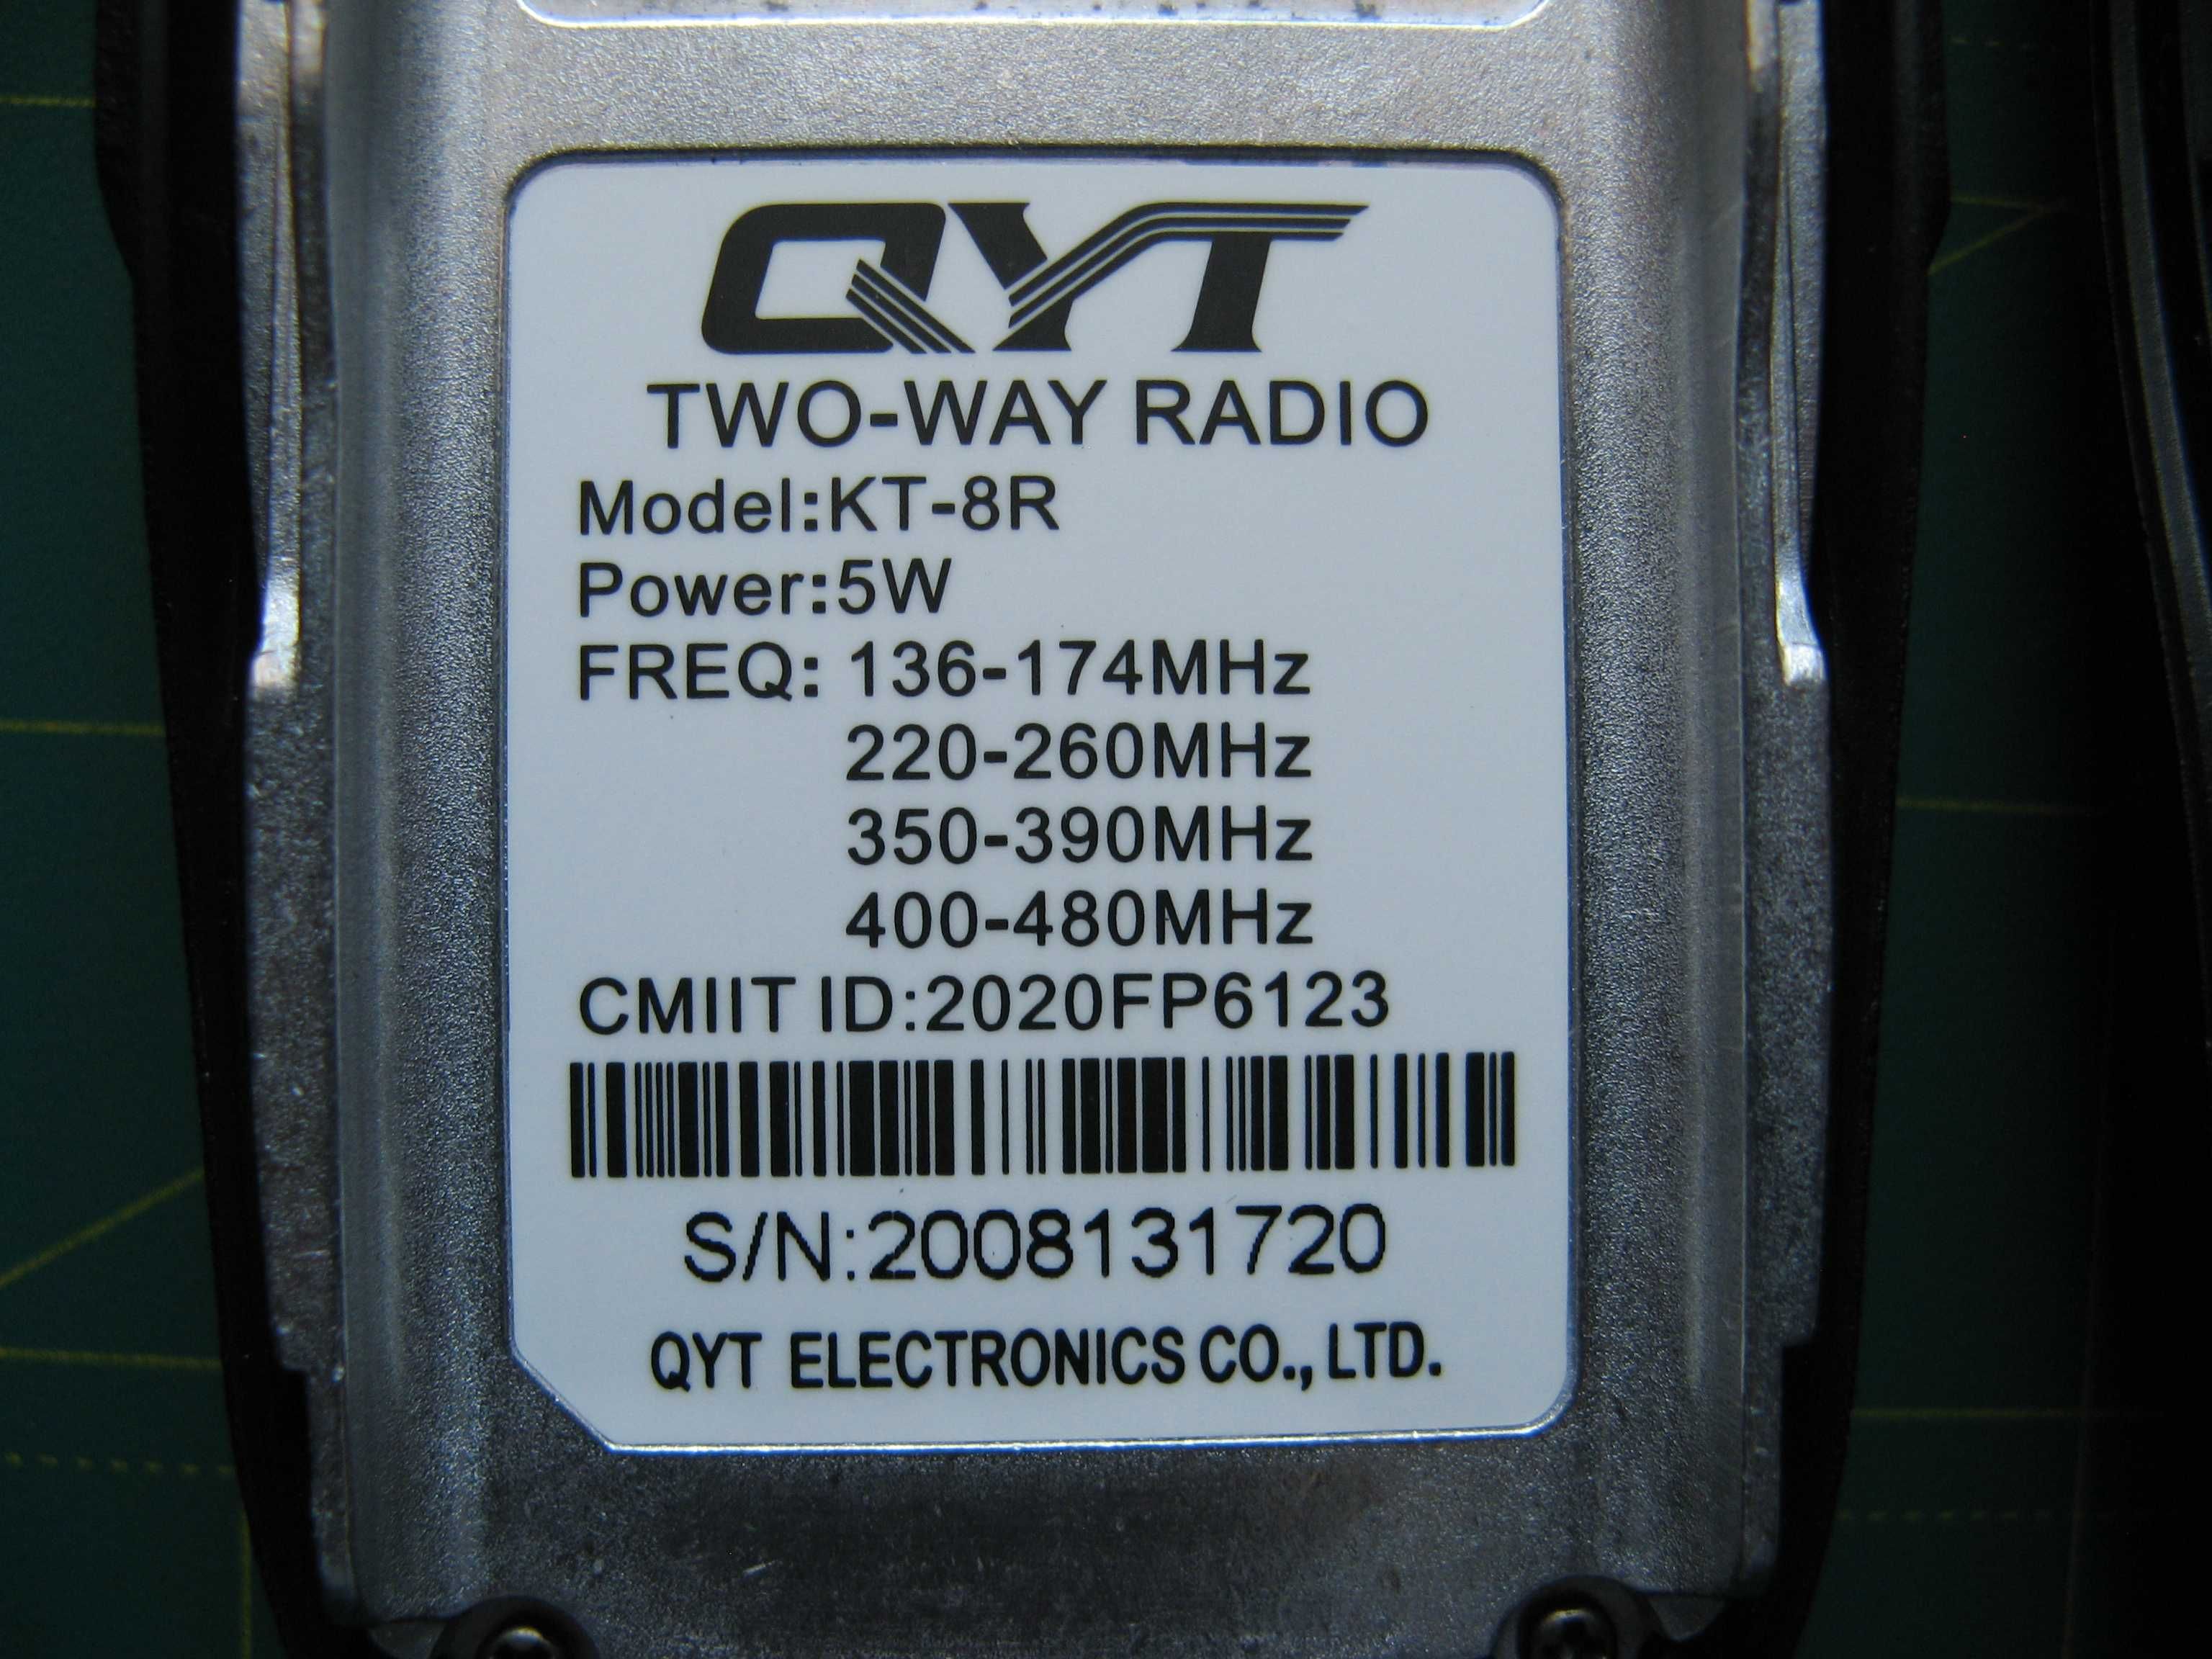 QYT
TWO-WAY RADIO
Model:KT-8R
Power:5W
FREQ: 136-174MHz
220-260MHz
350-390MHz
400-480MHz
CMIIT ID:2020FP6123
S/N:2008131720
QYT ELECTRONICS CO., LTD.